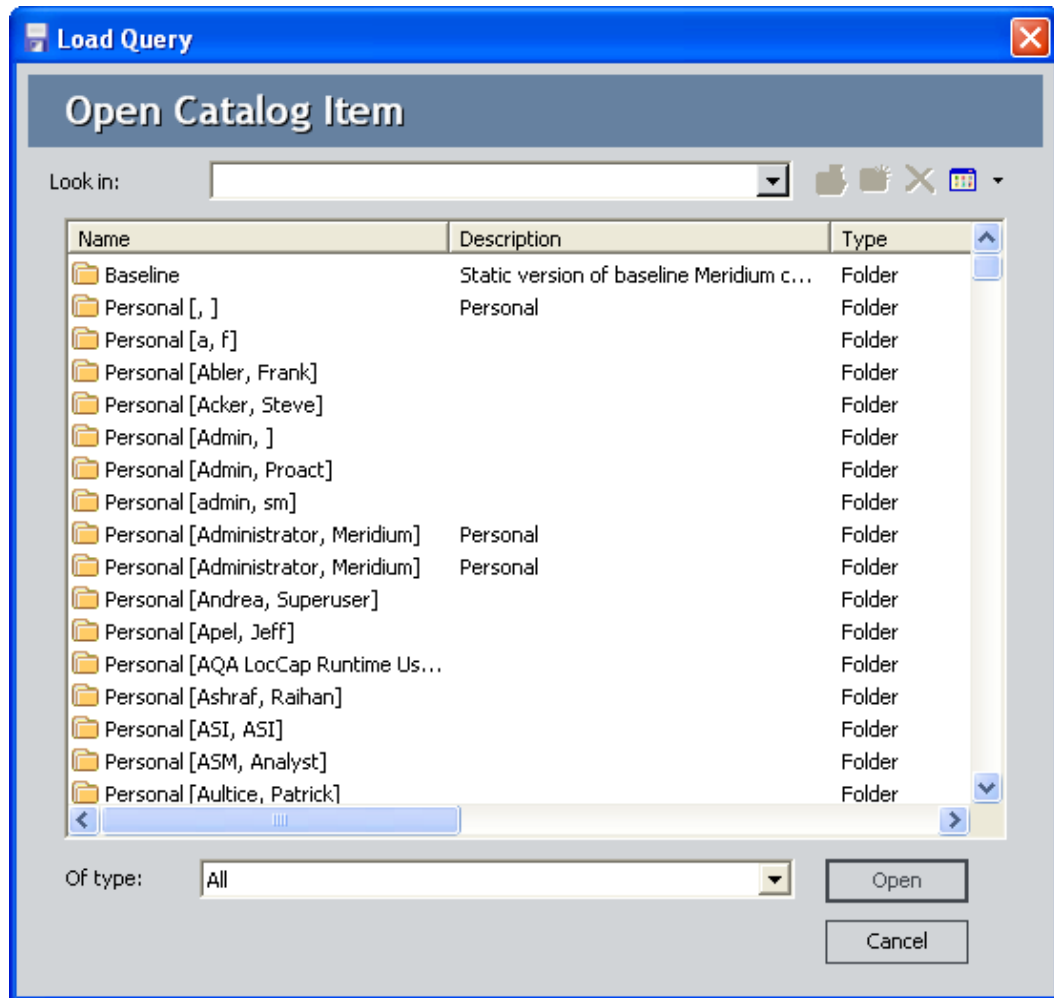 Load Query
Open Catalog Item
Look in:
Name Description Type
Baseline Static version of baseline Meridium c... Folder
Personal [, ] Personal Folder
Personal [a, f] Folder
Personal [Abler, Frank] Folder
Personal [Acker, Steve] Folder
Personal [Admin, ] Folder
Personal [Admin, Proact] Folder
Personal [admin, sm] Folder
Personal [Administrator, Meridium] Personal Folder
Personal [Administrator, Meridium] Personal Folder
Personal [Andrea, Superuser] Folder
Personal [Apel, Jeff] Folder
Personal [AQA LocCap Runtime Us... Folder
Personal [Ashraf, Raihan] Folder
Personal [ASI, ASI] Folder
Personal [ASM, Analyst] Folder
Personal [Aultice, Patrick] Folder
Of type: All Open
Cancel